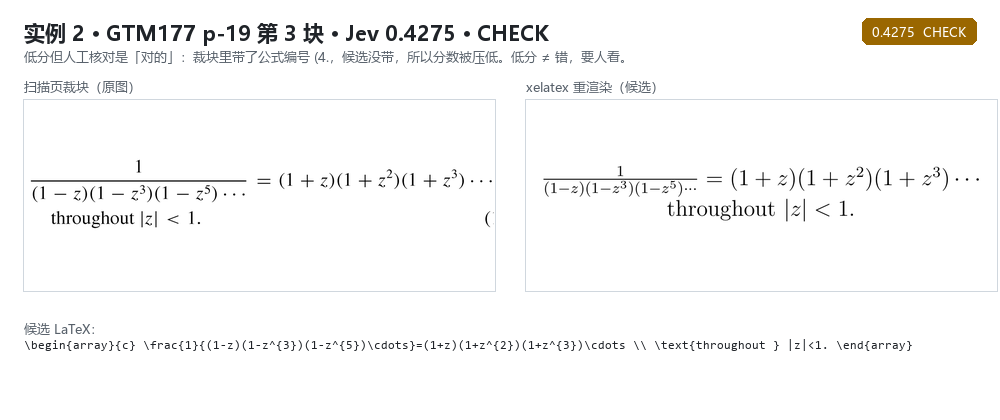 实例 2 • GTM177 p-19 第 3 块 • Jev 0.4275 • CHECK
0.4275 CHECK
低分但人工核对是「对的」：裁块里带了公式编号 (4.，候选没带，所以分数被压低。低分 ≠ 错，要人看。
扫描页裁块（原图）
xelatex 重渲染（候选）
1
(1 − z)(1 − z³)(1 − z⁵) ⋯ = (1 + z)(1 + z²)(1 + z³) ⋯
throughout |z| < 1.
(
1
(1−z)(1−z³)(1−z⁵)⋯ = (1 + z)(1 + z²)(1 + z³) ⋯
throughout |z| < 1.
候选 LaTeX：
\begin{array}{c} \frac{1}{(1-z)(1-z^{3})(1-z^{5})\cdots}=(1+z)(1+z^{2})(1+z^{3})\cdots \\ \text{throughout } |z|<1. \end{array}